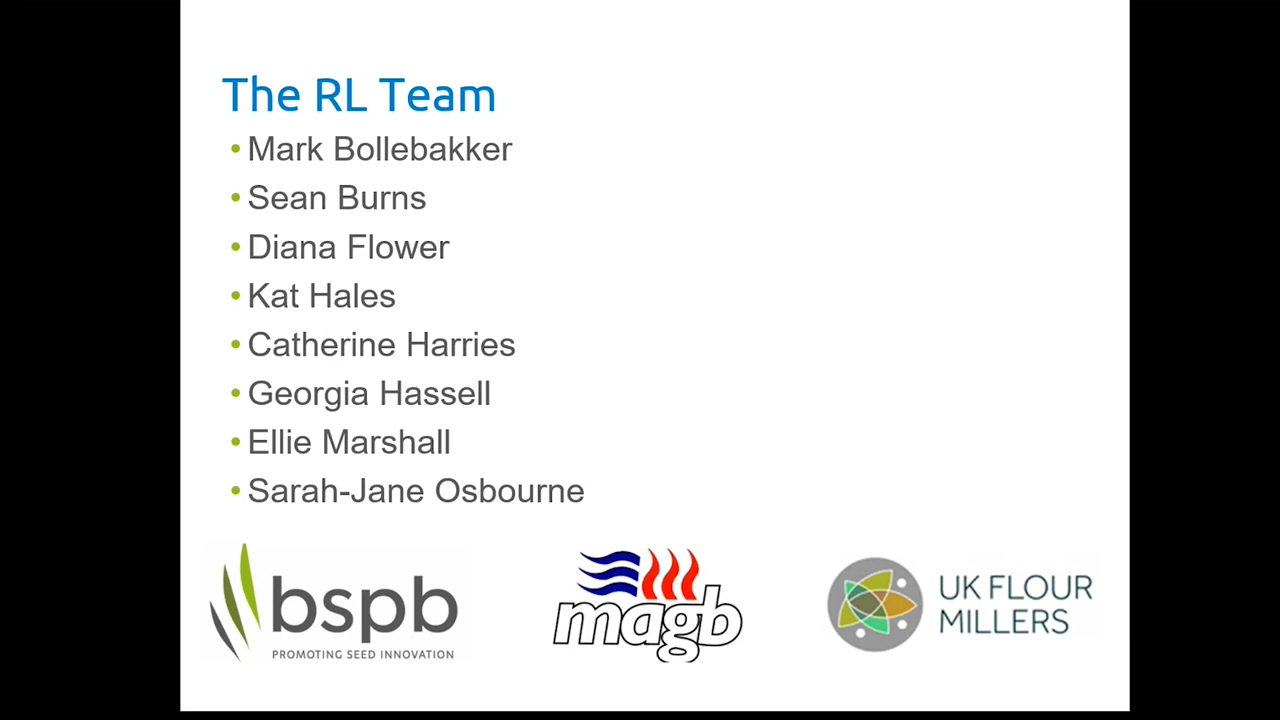 The RL Team
• Mark Bollebakker
• Sean Burns
• Diana Flower
• Kat Hales
• Catherine Harries
• Georgia Hassell
• Ellie Marshall
• Sarah-Jane Osbourne
bspb
PROMOTING SEED INNOVATION
magb
UK FLOUR
MILLERS